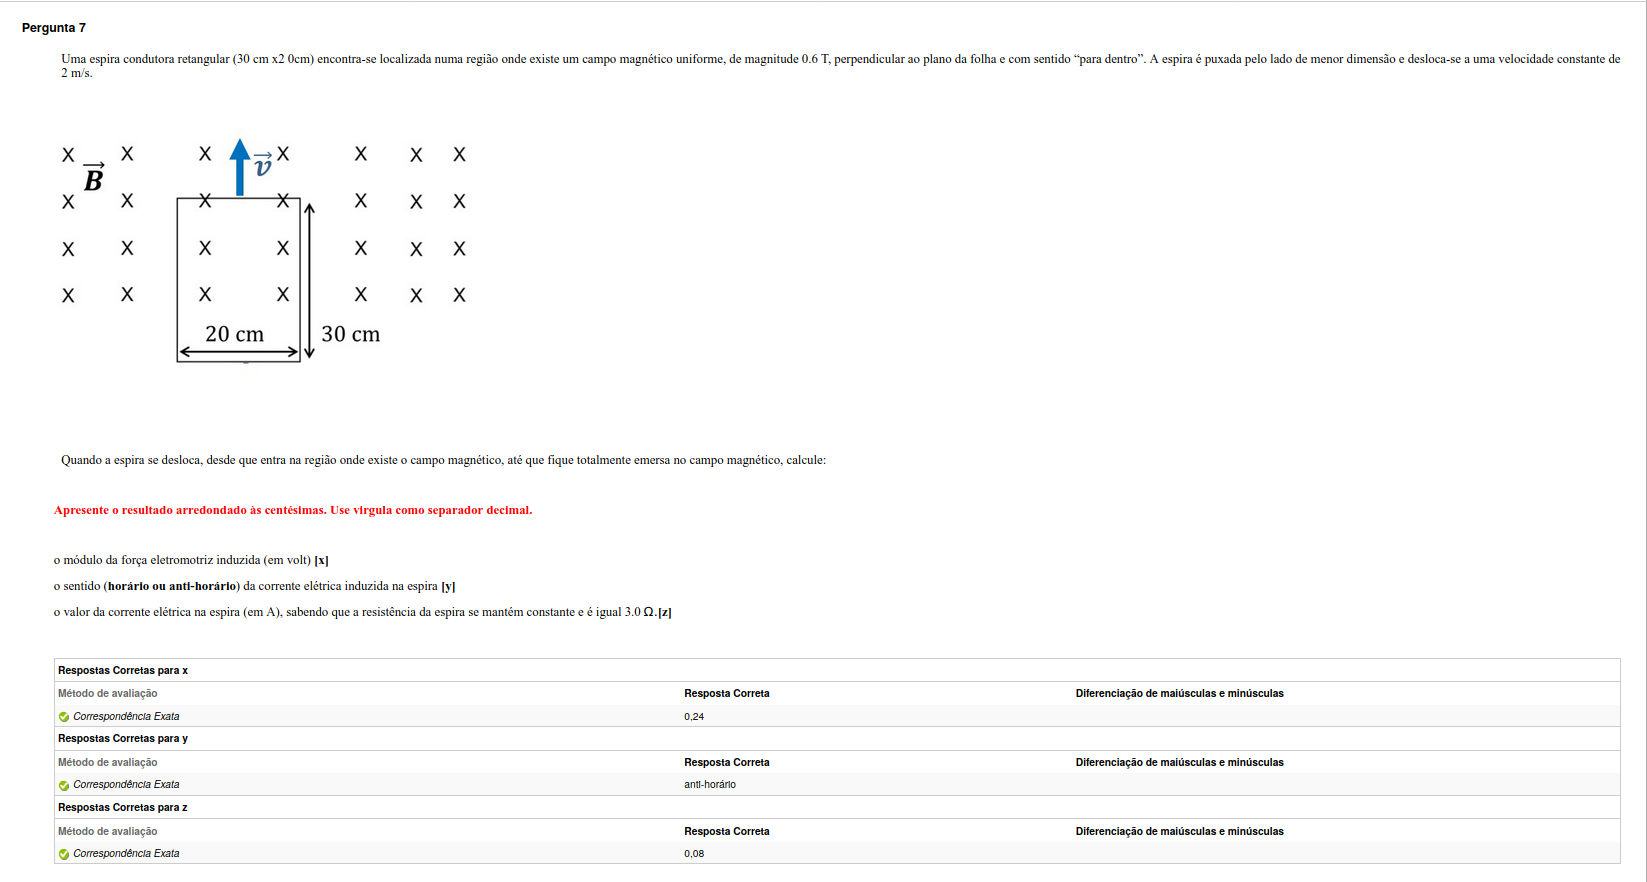 Pergunta 7
Uma espira condutora retangular (30 cm x2 0cm) encontra-se localizada numa região onde existe um campo magnético uniforme, de magnitude 0.6 T, perpendicular ao plano da folha e com sentido “para dentro”. A espira é puxada pelo lado de menor dimensão e desloca-se a uma velocidade constante de
2 m/s.
X X X X X X X
B v
X X X X X X X
X X X X X X X
X X X X X X X
20 cm 30 cm
Quando a espira se desloca, desde que entra na região onde existe o campo magnético, até que fique totalmente emersa no campo magnético, calcule:
Apresente o resultado arredondado às centésimas. Use virgula como separador decimal.
o módulo da força eletromotriz induzida (em volt) [x]
o sentido (horário ou anti-horário) da corrente elétrica induzida na espira [y]
o valor da corrente elétrica na espira (em A), sabendo que a resistência da espira se mantém constante e é igual 3.0 Ω.[z]
Respostas Corretas para x
Método de avaliação Resposta Correta Diferenciação de maiúsculas e minúsculas
Correspondência Exata 0,24
Respostas Corretas para y
Método de avaliação Resposta Correta Diferenciação de maiúsculas e minúsculas
Correspondência Exata anti-horário
Respostas Corretas para z
Método de avaliação Resposta Correta Diferenciação de maiúsculas e minúsculas
Correspondência Exata 0,08